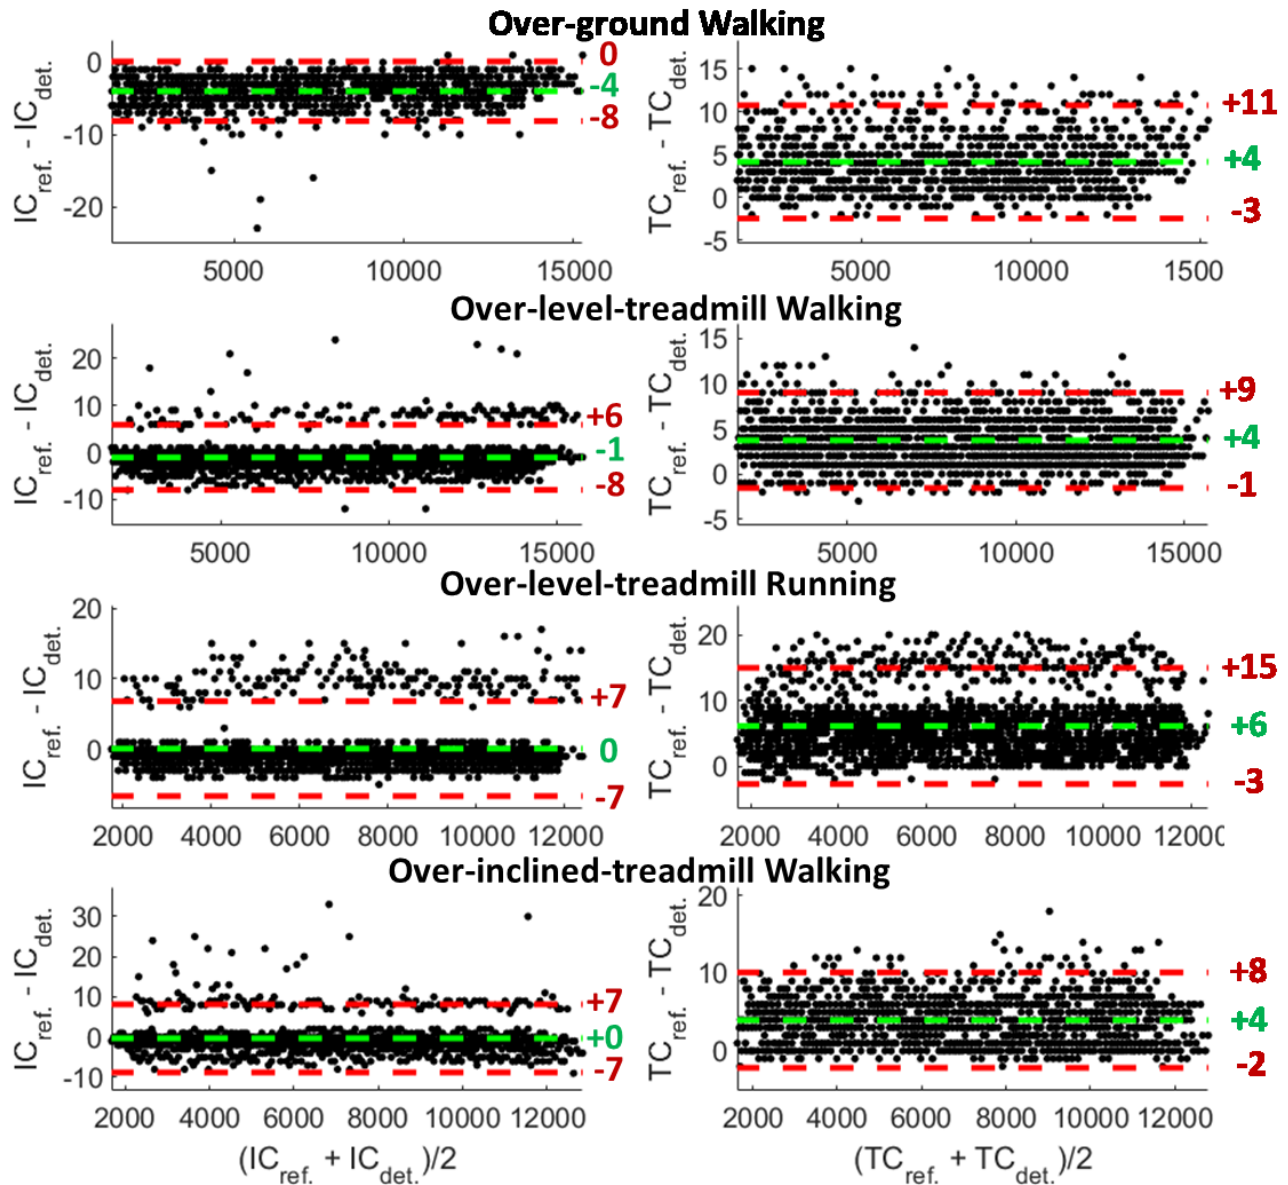 Over-ground Walking
IC_ref. - IC_det.
0
-10
-20
5000 10000 15000
0
-4
-8
TC_ref. - TC_det.
15
10
5
0
-5
5000 10000 1500
+11
+4
-3
Over-level-treadmill Walking
IC_ref. - IC_det.
20
10
0
-10
5000 10000 15000
+6
-1
-8
TC_ref. - TC_det.
15
10
5
0
-5
5000 10000 15000
+9
+4
-1
Over-level-treadmill Running
IC_ref. - IC_det.
20
10
0
2000 4000 6000 8000 10000 12000
+7
0
-7
TC_ref. - TC_det.
20
10
0
2000 4000 6000 8000 10000 12000
+15
+6
-3
Over-inclined-treadmill Walking
IC_ref. - IC_det.
30
20
10
0
-10
2000 4000 6000 8000 10000 12000
+7
+0
-7
(IC_ref. + IC_det.)/2
TC_ref. - TC_det.
20
10
0
2000 4000 6000 8000 10000 12000
+8
+4
-2
(TC_ref. + TC_det.)/2